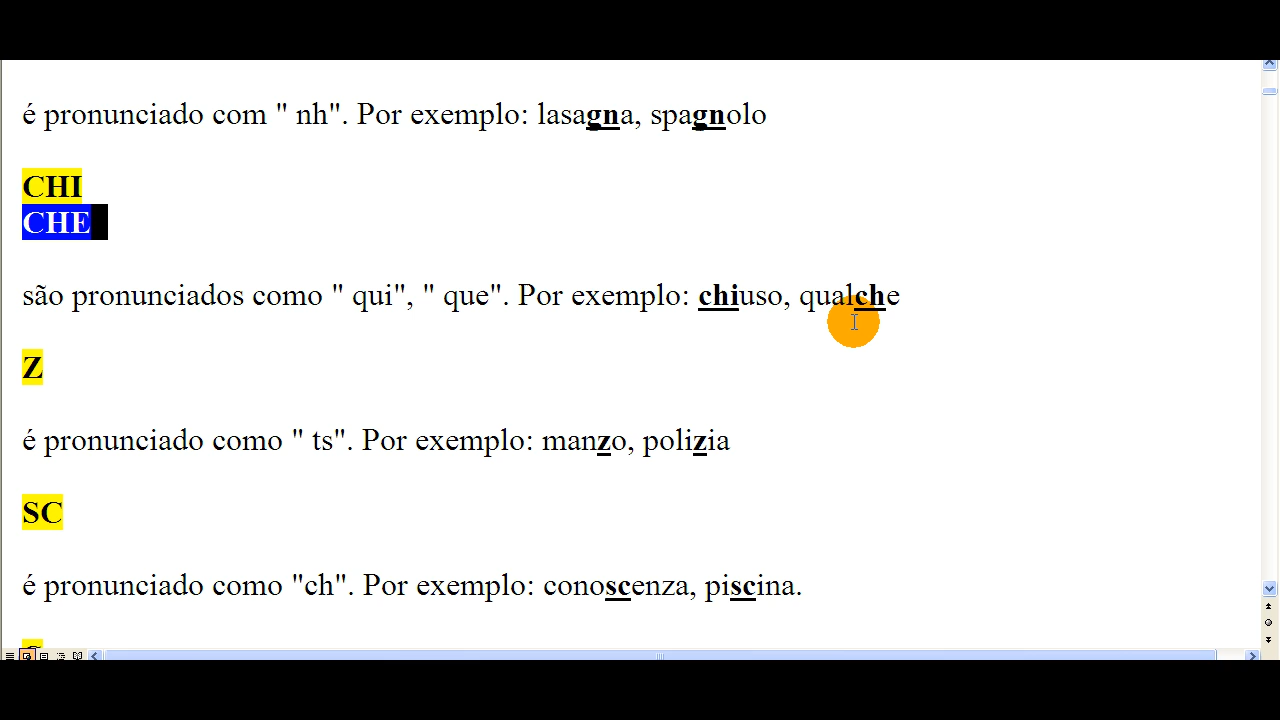 é pronunciado com " nh". Por exemplo: lasagna, spagnolo
CHI
CHE
são pronunciados como " qui", " que". Por exemplo: chiuso, qualche
Z
é pronunciado como " ts". Por exemplo: manzo, polizia
SC
é pronunciado como "ch". Por exemplo: conoscenza, piscina.